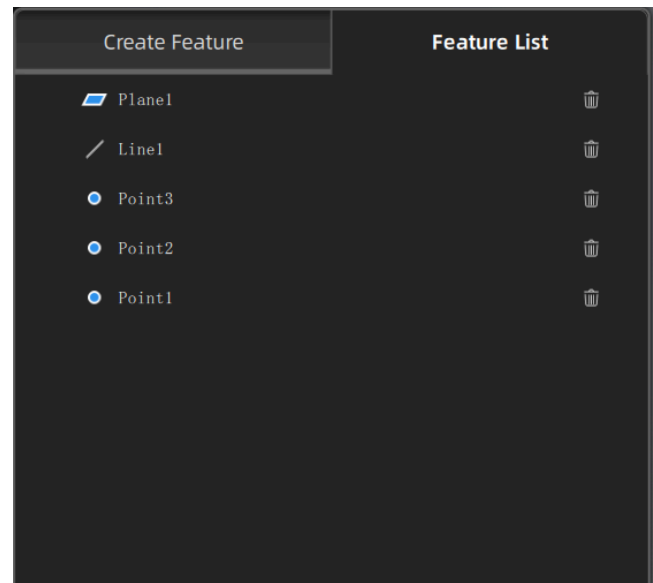 Create Feature
Feature List
Plane1
Line1
Point3
Point2
Point1